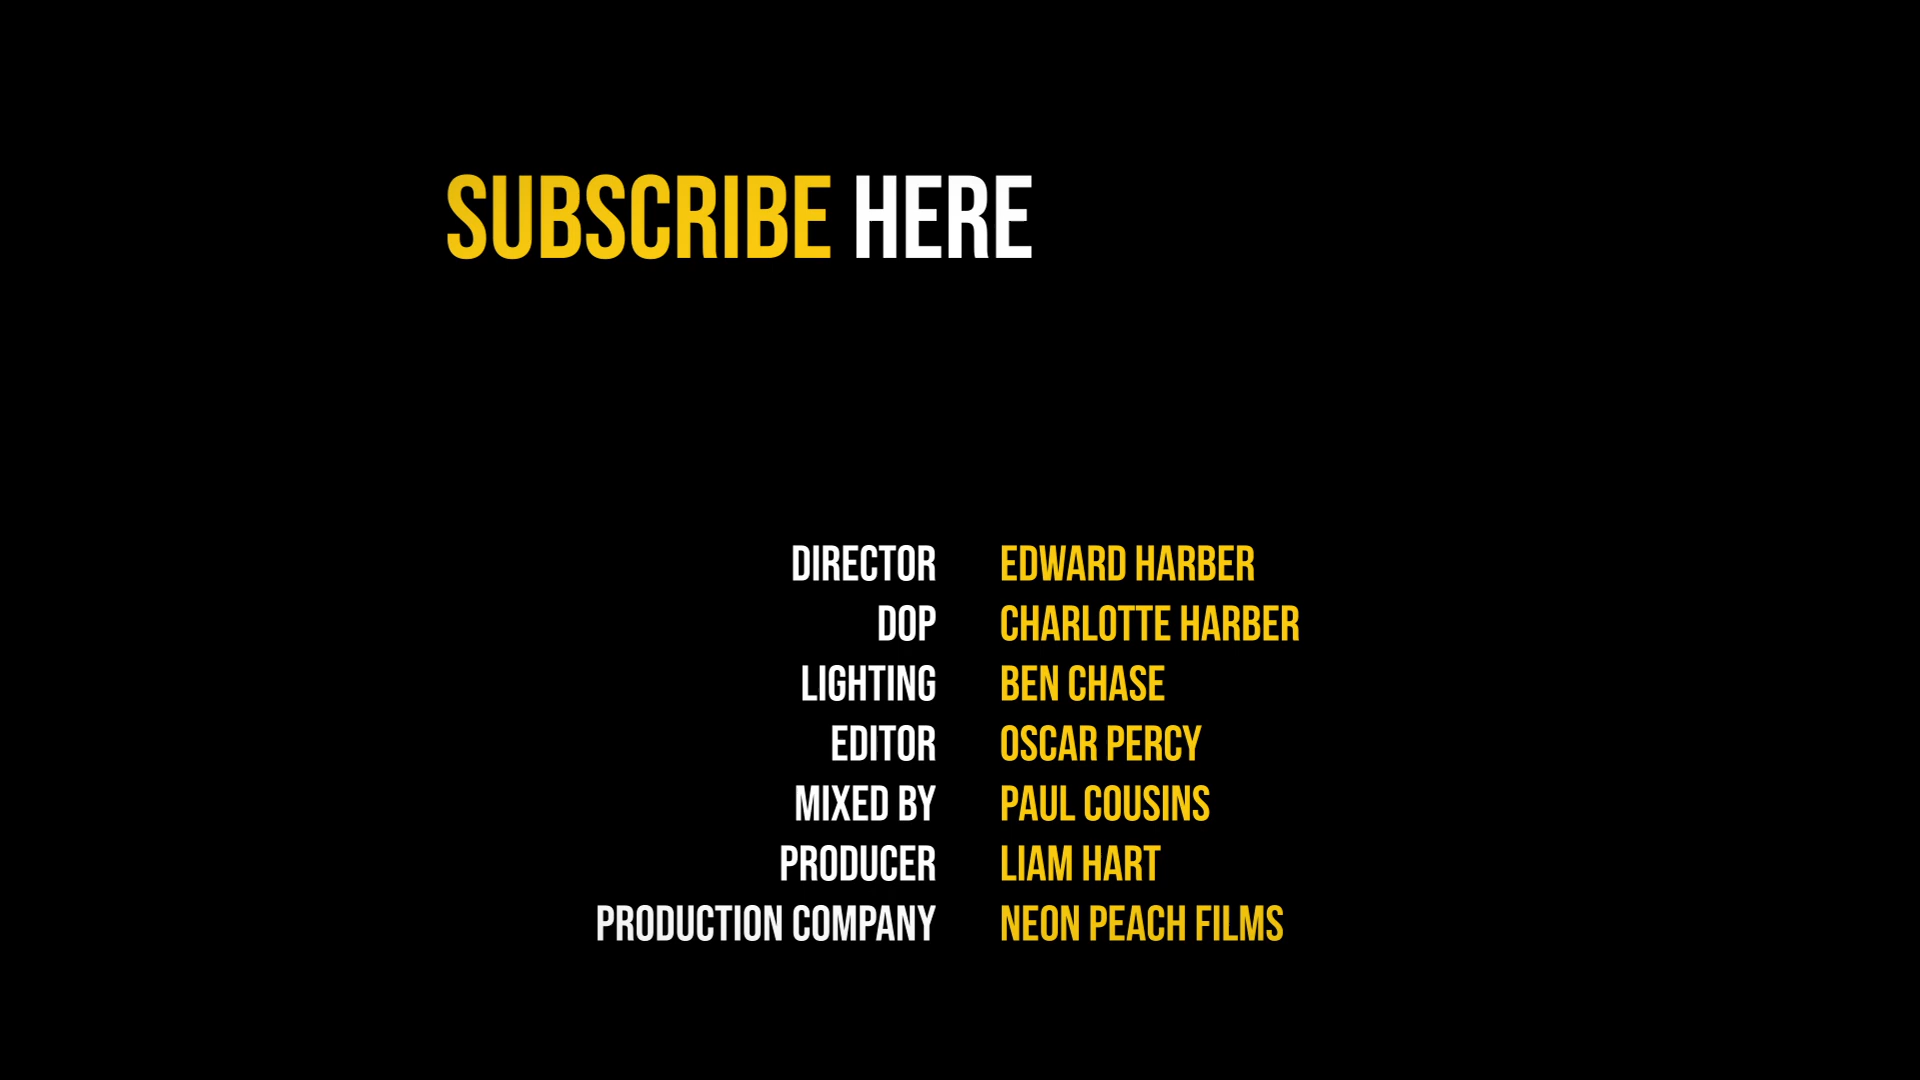 SUBSCRIBE HERE
DIRECTOR EDWARD HARBER
DOP CHARLOTTE HARBER
LIGHTING BEN CHASE
EDITOR OSCAR PERCY
MIXED BY PAUL COUSINS
PRODUCER LIAM HART
PRODUCTION COMPANY NEON PEACH FILMS